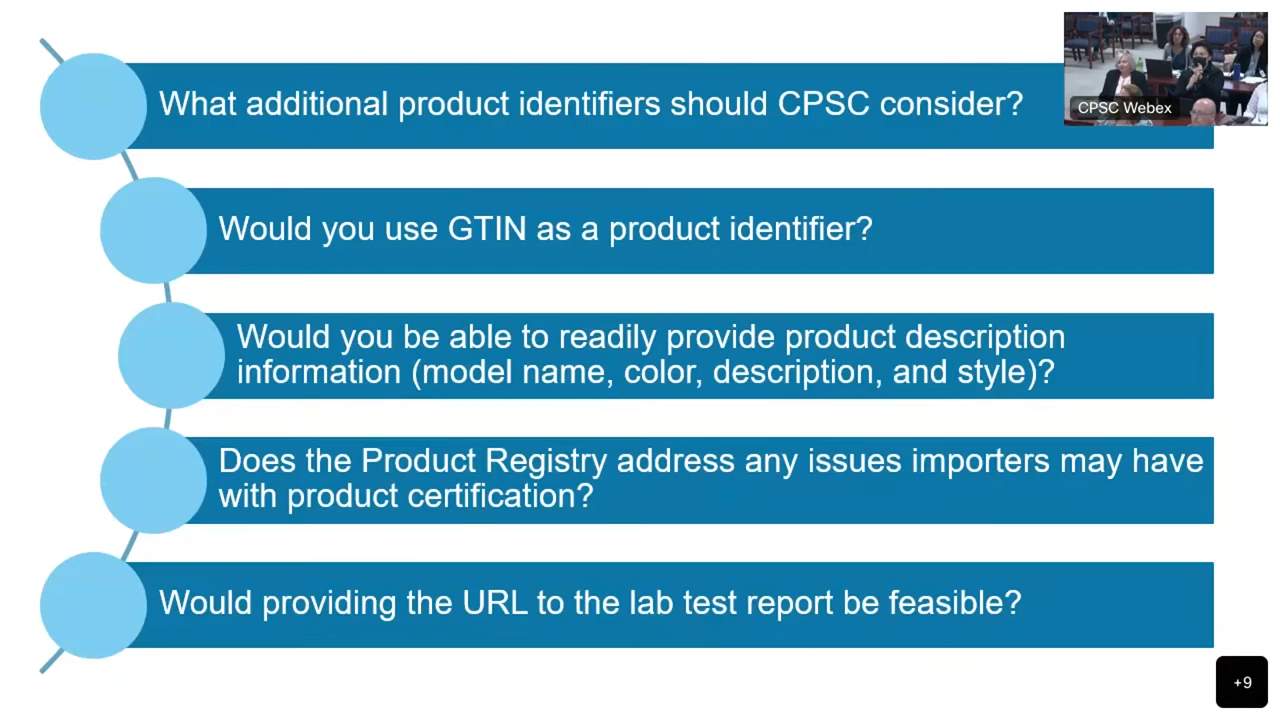 What additional product identifiers should CPSC consider?
CPSC Webex
Would you use GTIN as a product identifier?
Would you be able to readily provide product description
information (model name, color, description, and style)?
Does the Product Registry address any issues importers may have
with product certification?
Would providing the URL to the lab test report be feasible?
+9